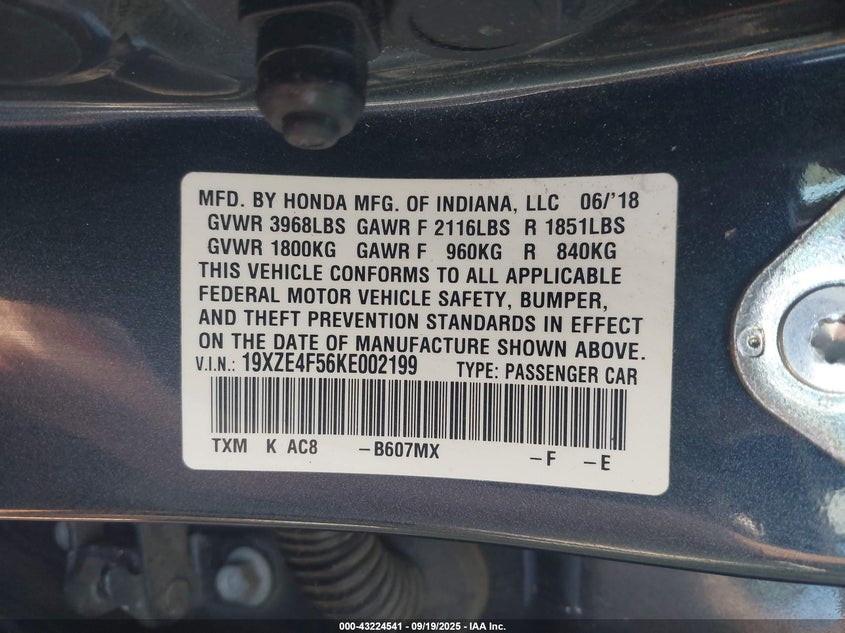 MFD. BY HONDA MFG. OF INDIANA, LLC 06/'18
GVWR 3968LBS GAWR F 2116LBS R 1851LBS
GVWR 1800KG GAWR F 960KG R 840KG
THIS VEHICLE CONFORMS TO ALL APPLICABLE
FEDERAL MOTOR VEHICLE SAFETY, BUMPER,
AND THEFT PREVENTION STANDARDS IN EFFECT
ON THE DATE OF MANUFACTURE SHOWN ABOVE.
V.I.N.: 19XZE4F56KE002199 TYPE: PASSENGER CAR
TXM K AC8 -B607MX -F -E
000-43224541 - 09/19/2025 - IAA Inc.